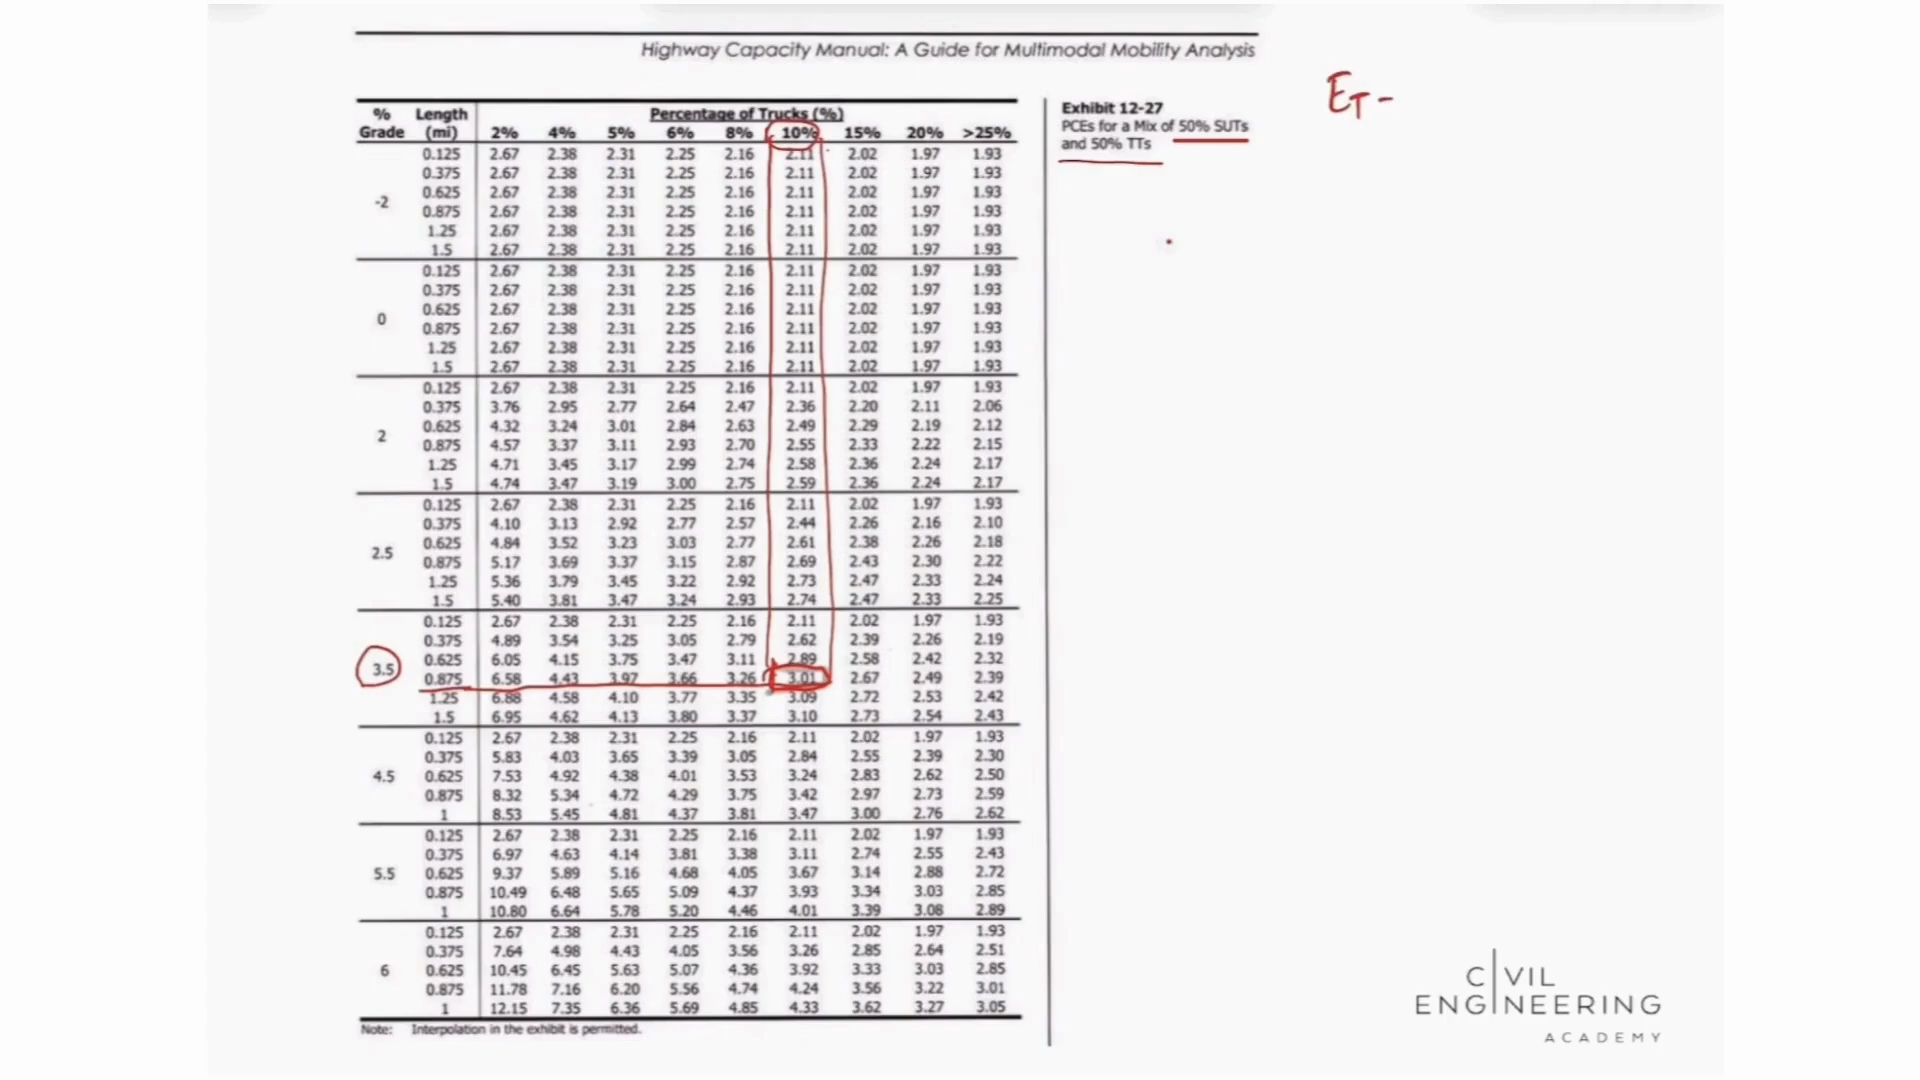 Highway Capacity Manual: A Guide for Multimodal Mobility Analysis
E_T -
% Grade Length (mi) Percentage of Trucks (%)
2% 4% 5% 6% 8% 10% 15% 20% >25%
-2
0.125 2.67 2.38 2.31 2.25 2.16 2.11 2.02 1.97 1.93
0.375 2.67 2.38 2.31 2.25 2.16 2.11 2.02 1.97 1.93
0.625 2.67 2.38 2.31 2.25 2.16 2.11 2.02 1.97 1.93
0.875 2.67 2.38 2.31 2.25 2.16 2.11 2.02 1.97 1.93
1.25 2.67 2.38 2.31 2.25 2.16 2.11 2.02 1.97 1.93
1.5 2.67 2.38 2.31 2.25 2.16 2.11 2.02 1.97 1.93
0
0.125 2.67 2.38 2.31 2.25 2.16 2.11 2.02 1.97 1.93
0.375 2.67 2.38 2.31 2.25 2.16 2.11 2.02 1.97 1.93
0.625 2.67 2.38 2.31 2.25 2.16 2.11 2.02 1.97 1.93
0.875 2.67 2.38 2.31 2.25 2.16 2.11 2.02 1.97 1.93
1.25 2.67 2.38 2.31 2.25 2.16 2.11 2.02 1.97 1.93
1.5 2.67 2.38 2.31 2.25 2.16 2.11 2.02 1.97 1.93
2
0.125 2.67 2.38 2.31 2.25 2.16 2.11 2.02 1.97 1.93
0.375 3.76 2.95 2.77 2.64 2.47 2.36 2.20 2.11 2.06
0.625 4.32 3.24 3.01 2.84 2.63 2.49 2.29 2.19 2.12
0.875 4.57 3.37 3.11 2.93 2.70 2.55 2.33 2.22 2.15
1.25 4.71 3.45 3.17 2.99 2.74 2.58 2.36 2.24 2.17
1.5 4.74 3.47 3.19 3.00 2.75 2.59 2.36 2.24 2.17
2.5
0.125 2.67 2.38 2.31 2.25 2.16 2.11 2.02 1.97 1.93
0.375 4.10 3.13 2.92 2.77 2.57 2.44 2.26 2.16 2.10
0.625 4.84 3.52 3.23 3.03 2.77 2.61 2.38 2.26 2.18
0.875 5.17 3.69 3.37 3.15 2.87 2.69 2.43 2.30 2.22
1.25 5.36 3.79 3.45 3.22 2.92 2.73 2.47 2.33 2.24
1.5 5.40 3.81 3.47 3.24 2.93 2.74 2.47 2.33 2.25
3.5
0.125 2.67 2.38 2.31 2.25 2.16 2.11 2.02 1.97 1.93
0.375 4.89 3.54 3.25 3.05 2.79 2.62 2.39 2.26 2.19
0.625 6.05 4.15 3.75 3.47 3.11 2.89 2.58 2.42 2.32
0.875 6.58 4.43 3.97 3.66 3.26 3.01 2.67 2.49 2.39
1.25 6.88 4.58 4.10 3.77 3.35 3.09 2.72 2.53 2.42
1.5 6.95 4.62 4.13 3.80 3.37 3.10 2.73 2.54 2.43
4.5
0.125 2.67 2.38 2.31 2.25 2.16 2.11 2.02 1.97 1.93
0.375 5.83 4.03 3.65 3.39 3.05 2.84 2.55 2.39 2.30
0.625 7.53 4.92 4.38 4.01 3.53 3.24 2.83 2.62 2.50
0.875 8.32 5.34 4.72 4.29 3.75 3.42 2.97 2.73 2.59
1 8.53 5.45 4.81 4.37 3.81 3.47 3.00 2.76 2.62
5.5
0.125 2.67 2.38 2.31 2.25 2.16 2.11 2.02 1.97 1.93
0.375 6.97 4.63 4.14 3.81 3.38 3.11 2.74 2.55 2.43
0.625 9.37 5.89 5.16 4.68 4.05 3.67 3.14 2.88 2.72
0.875 10.49 6.48 5.65 5.09 4.37 3.93 3.34 3.03 2.85
1 10.80 6.64 5.78 5.20 4.46 4.01 3.39 3.08 2.89
6
0.125 2.67 2.38 2.31 2.25 2.16 2.11 2.02 1.97 1.93
0.375 7.64 4.98 4.43 4.05 3.56 3.26 2.85 2.64 2.51
0.625 10.45 6.45 5.63 5.07 4.36 3.92 3.33 3.03 2.85
0.875 11.78 7.16 6.20 5.56 4.74 4.24 3.56 3.22 3.01
1 12.15 7.35 6.36 5.69 4.85 4.33 3.62 3.27 3.05
Note: Interpolation in the exhibit is permitted.
Exhibit 12-27
PCEs for a Mix of 50% SUTs
and 50% TTs
CIVIL
ENGINEERING
ACADEMY